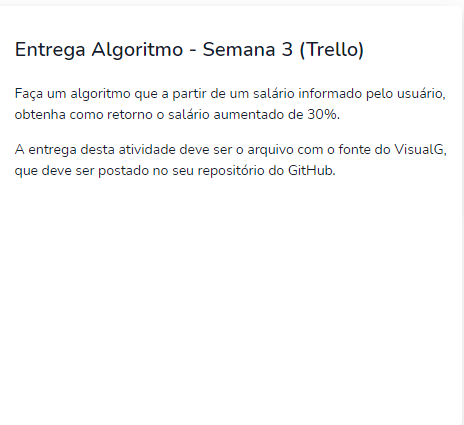 Entrega Algoritmo - Semana 3 (Trello)
Faça um algoritmo que a partir de um salário informado pelo usuário,
obtenha como retorno o salário aumentado de 30%.
A entrega desta atividade deve ser o arquivo com o fonte do VisualG,
que deve ser postado no seu repositório do GitHub.